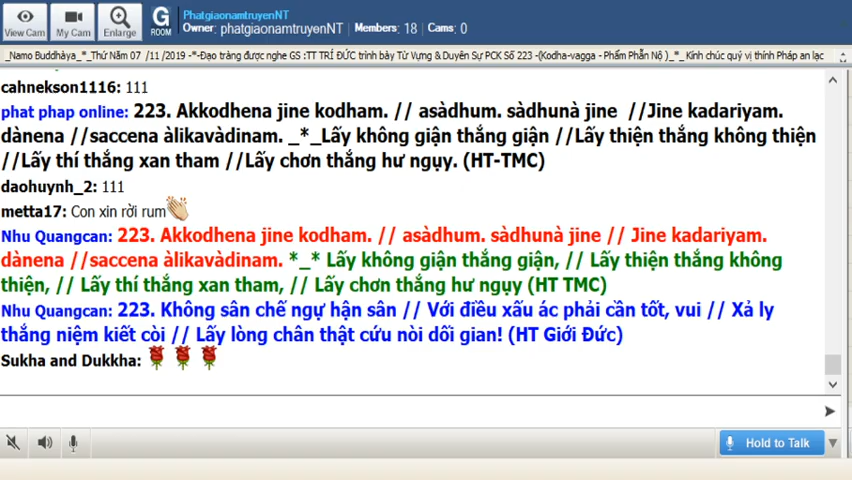 PhatgiaonamtruyenNT
Owner: phatgiaonamtruyenNT | Members: 18 | Cams: 0
View Cam
My Cam
Enlarge
G
ROOM
_Namo Buddhàya_*_Thứ Năm 07 /11 /2019 -*-Đạo tràng được nghe GS :TT TRÍ ĐỨC trình bày Từ Vựng & Duyên Sự PCK Số 223 -(Kodha-vagga - Phẩm Phẫn Nộ )_*_ Kính chúc quý vị thính Pháp an lạc
cahnekson1116: 111
phat phap online: 223. Akkodhena jine kodham. // asàdhum. sàdhunà jine //Jine kadariyam.
dànena //saccena àlikavàdinam. _*_Lấy không giận thắng giận //Lấy thiện thắng không thiện
//Lấy thí thắng xan tham //Lấy chơn thắng hư ngụy. (HT-TMC)
daohuynh_2: 111
metta17: Con xin rời rum
Nhu Quangcan: 223. Akkodhena jine kodham. // asàdhum. sàdhunà jine // Jine kadariyam.
dànena //saccena àlikavàdinam. *_* Lấy không giận thắng giận, // Lấy thiện thắng không
thiện, // Lấy thí thắng xan tham, // Lấy chơn thắng hư ngụy (HT TMC)
Nhu Quangcan: 223. Không sân chế ngự hận sân // Với điều xấu ác phải cần tốt, vui // Xả ly
thắng niệm kiết còi // Lấy lòng chân thật cứu nòi dối gian! (HT Giới Đức)
Sukha and Dukkha:
Hold to Talk